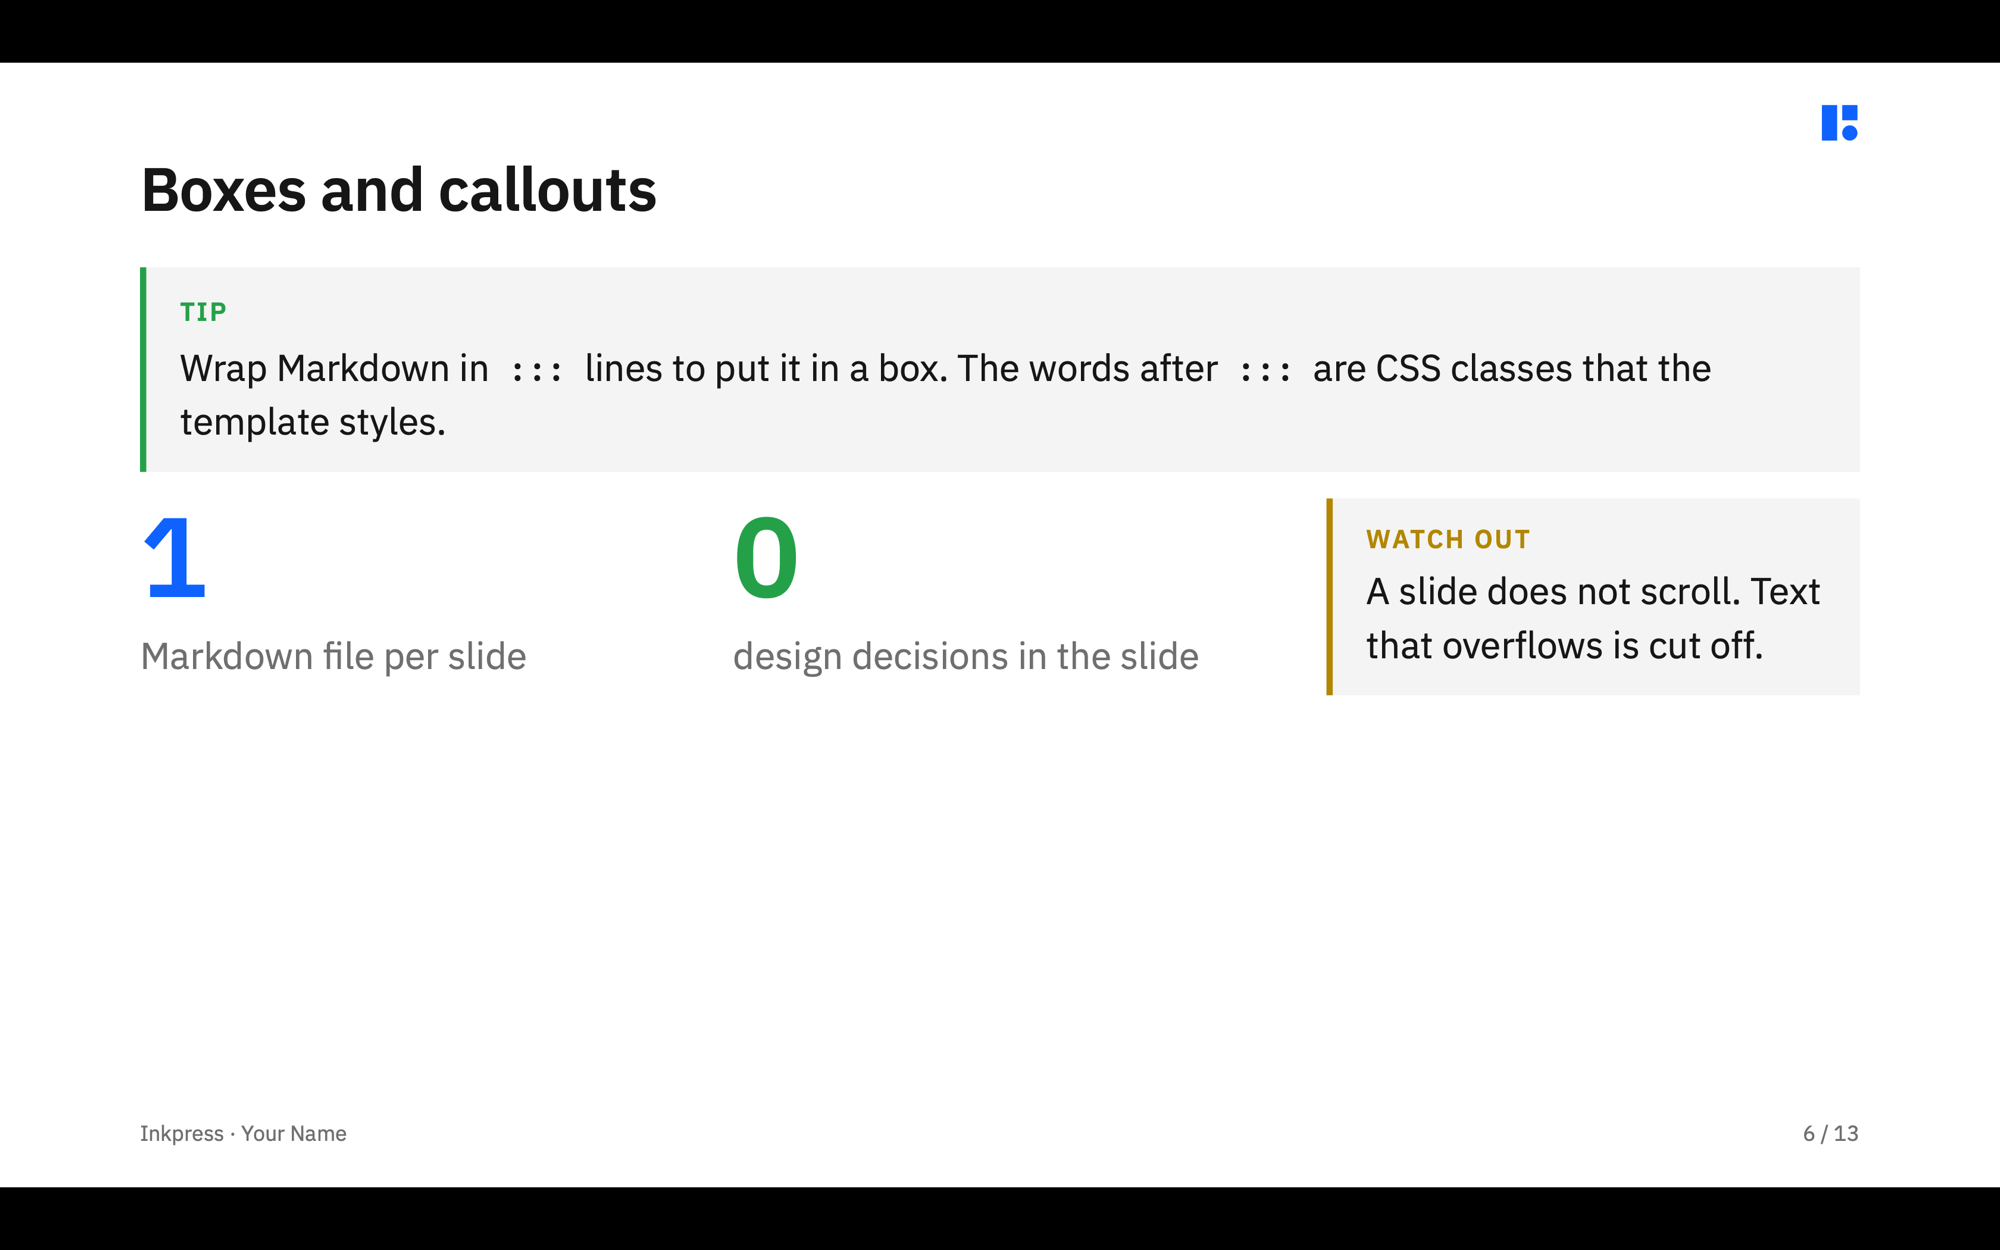 Boxes and callouts
TIP
Wrap Markdown in ::: lines to put it in a box. The words after ::: are CSS classes that the
template styles.
1
Markdown file per slide
0
design decisions in the slide
WATCH OUT
A slide does not scroll. Text
that overflows is cut off.
Inkpress · Your Name
6 / 13